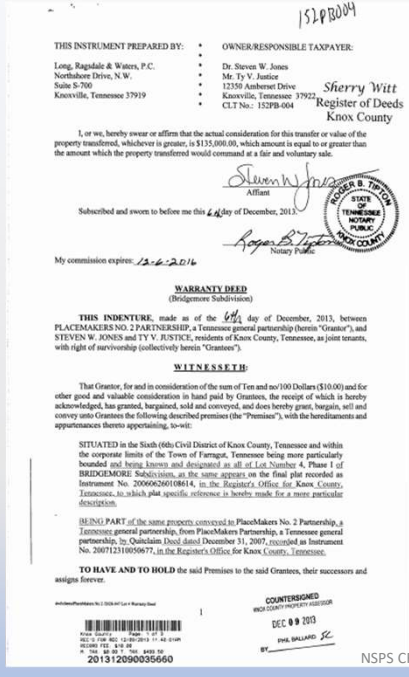 152PB004
THIS INSTRUMENT PREPARED BY:
Long, Ragsdale & Waters, P.C.
Northshore Drive, N.W.
Suite S-700
Knoxville, Tennessee 37919
OWNER/RESPONSIBLE TAXPAYER:
Dr. Steven W. Jones
Mr. Ty V. Justice
12350 Amberset Drive
Knoxville, Tennessee 37922
CLT No.: 152PB-004
Sherry Witt
Register of Deeds
Knox County
I, or we, hereby swear or affirm that the actual consideration for this transfer or value of the
property transferred, whichever is greater, is $135,000.00, which amount is equal to or greater than
the amount which the property transferred would command at a fair and voluntary sale.
Steven W Jones
Affiant
Subscribed and sworn to before me this 6th day of December, 2013.
Roger B. Tipton
Notary Public
My commission expires: 12-6-2016
ROGER B. TIPTON
STATE
OF
TENNESSEE
NOTARY
PUBLIC
KNOX COUNTY
WARRANTY DEED
(Bridgemore Subdivision)
THIS INDENTURE, made as of the 6th day of December, 2013, between
PLACEMAKERS NO. 2 PARTNERSHIP, a Tennessee general partnership (herein "Grantor"), and
STEVEN W. JONES and TY V. JUSTICE, residents of Knox County, Tennessee, as joint tenants,
with right of survivorship (collectively herein "Grantees").
WITNESSETH:
That Grantor, for and in consideration of the sum of Ten and no/100 Dollars ($10.00) and for
other good and valuable consideration in hand paid by Grantees, the receipt of which is hereby
acknowledged, has granted, bargained, sold and conveyed, and does hereby grant, bargain, sell and
convey unto Grantees the following described premises (the "Premises"), with the hereditaments and
appurtenances thereto appertaining, to-wit:
SITUATED in the Sixth (6th) Civil District of Knox County, Tennessee and within
the corporate limits of the Town of Farragut, Tennessee being more particularly
bounded and being known and designated as all of Lot Number 4, Phase I of
BRIDGEMORE Subdivision, as the same appears on the final plat recorded as
Instrument No. 200606260108614, in the Register's Office for Knox County,
Tennessee, to which plat specific reference is hereby made for a more particular
description.
BEING PART of the same property conveyed to PlaceMakers No. 2 Partnership, a
Tennessee general partnership, from PlaceMakers Partnership, a Tennessee general
partnership, by Quitclaim Deed dated December 31, 2007, recorded as Instrument
No. 200712310050677, in the Register's Office for Knox County, Tennessee.
TO HAVE AND TO HOLD the said Premises to the said Grantees, their successors and
assigns forever.
1
COUNTERSIGNED
KNOX COUNTY PROPERTY ASSESSOR
DEC 09 2013
PHIL BALLARD
BY
Knox County Page: 1 of 3
201312090035660
NSPS